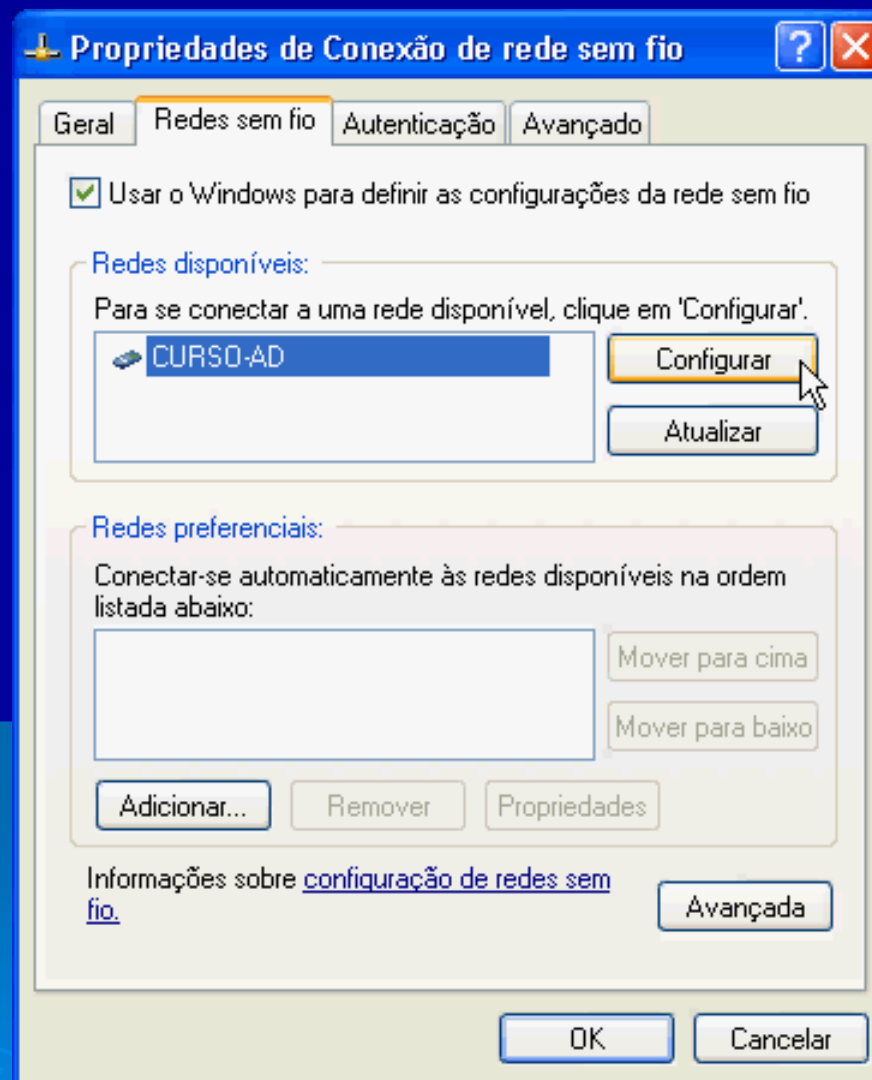 Propriedades de Conexão de rede sem fio
Geral
Redes sem fio
Autenticação
Avançado
Usar o Windows para definir as configurações da rede sem fio
Redes disponíveis:
Para se conectar a uma rede disponível, clique em 'Configurar'.
CURSO-AD
Configurar
Atualizar
Redes preferenciais:
Conectar-se automaticamente às redes disponíveis na ordem
listada abaixo:
Mover para cima
Mover para baixo
Adicionar...
Remover
Propriedades
Informações sobre configuração de redes sem
fio.
Avançada
OK
Cancelar